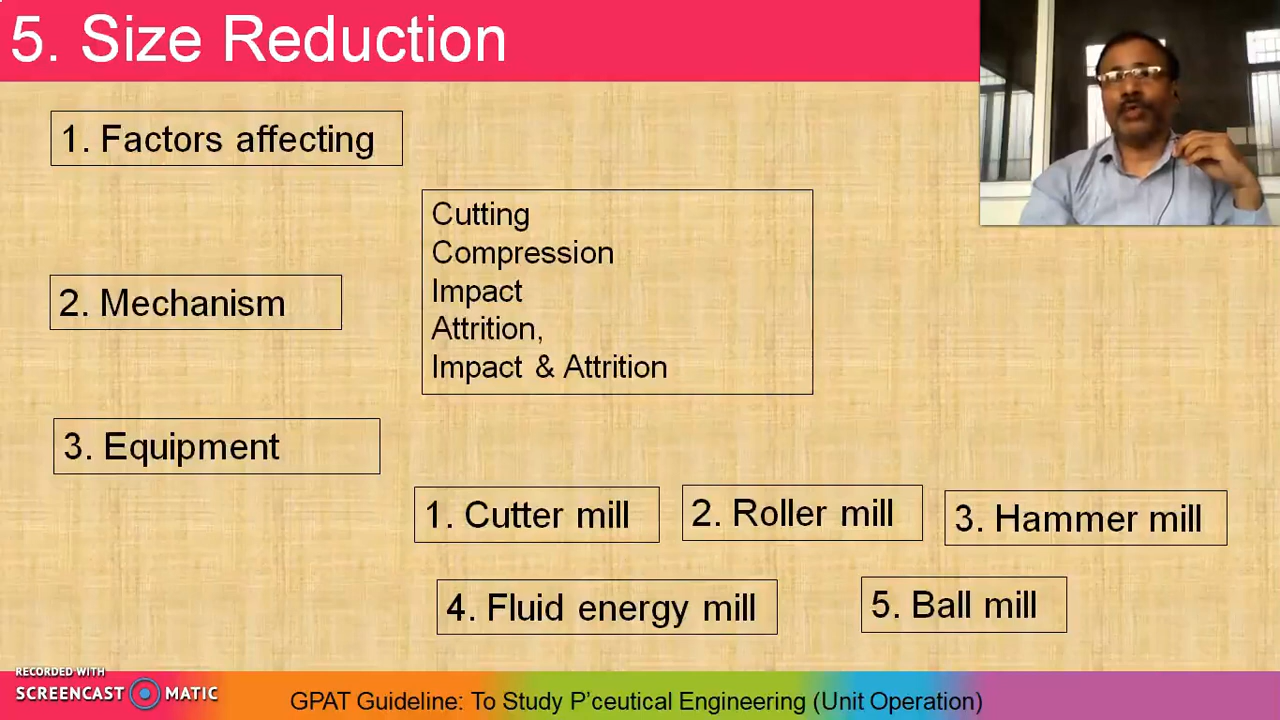 5. Size Reduction
1. Factors affecting
Cutting
Compression
Impact
Attrition,
Impact & Attrition
2. Mechanism
3. Equipment
1. Cutter mill
2. Roller mill
3. Hammer mill
4. Fluid energy mill
5. Ball mill
RECORDED WITH
SCREENCAST MATIC
GPAT Guideline: To Study P'ceutical Engineering (Unit Operation)